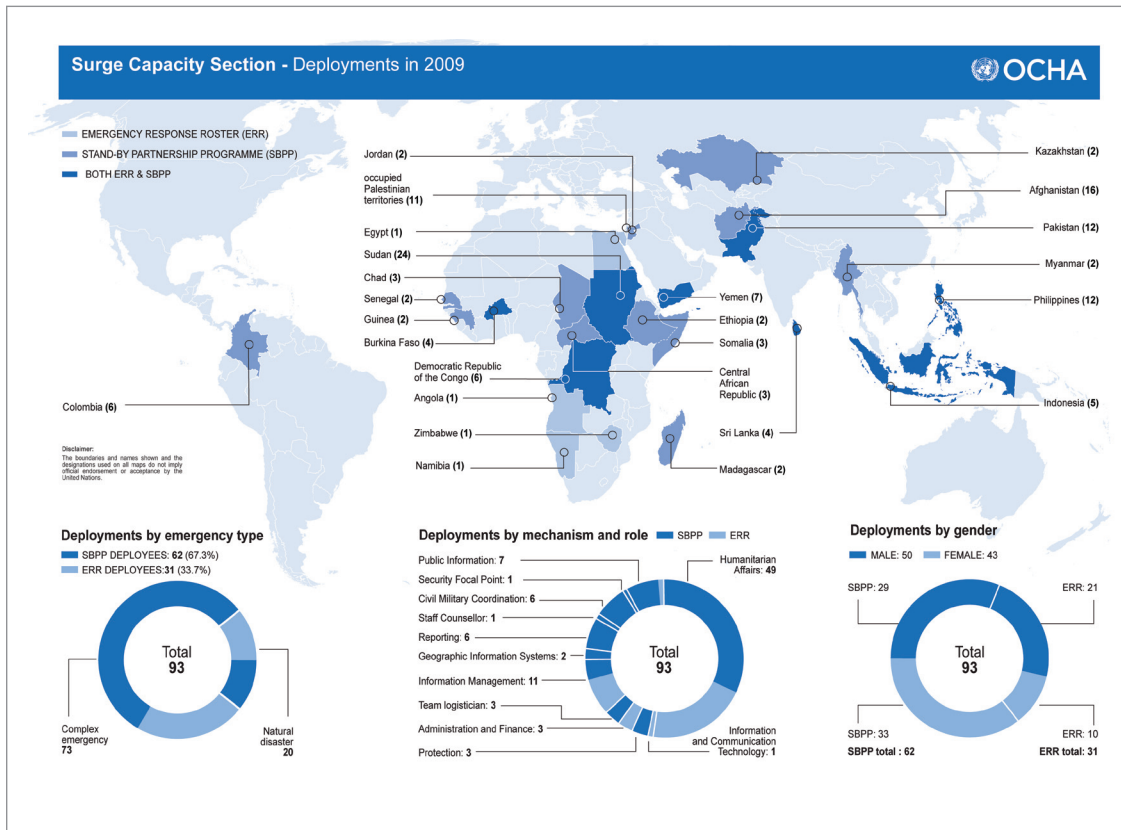 Surge Capacity Section - Deployments in 2009
OCHA
EMERGENCY RESPONSE ROSTER (ERR)
STAND-BY PARTNERSHIP PROGRAMME (SBPP)
BOTH ERR & SBPP
Jordan (2)
occupied
Palestinian
territories (11)
Egypt (1)
Sudan (24)
Chad (3)
Senegal (2)
Guinea (2)
Burkina Faso (4)
Democratic Republic
of the Congo (6)
Angola (1)
Zimbabwe (1)
Namibia (1)
Colombia (6)
Kazakhstan (2)
Afghanistan (16)
Pakistan (12)
Myanmar (2)
Philippines (12)
Yemen (7)
Ethiopia (2)
Somalia (3)
Central
African
Republic (3)
Sri Lanka (4)
Madagascar (2)
Indonesia (5)
Disclaimer:
The boundaries and names shown and the
designations used on all maps do not imply
official endorsement or acceptance by the
United Nations.
Deployments by emergency type
SBPP DEPLOYEES: 62 (67.3%)
ERR DEPLOYEES:31 (33.7%)
Total
93
Complex
emergency
73
Natural
disaster
20
Deployments by mechanism and role
SBPP
ERR
Public Information: 7
Security Focal Point: 1
Civil Military Coordination: 6
Staff Counsellor: 1
Reporting: 6
Geographic Information Systems: 2
Information Management: 11
Team logistician: 3
Administration and Finance: 3
Protection: 3
Humanitarian
Affairs: 49
Total
93
Information
and Communication
Technology: 1
Deployments by gender
MALE: 50
FEMALE: 43
SBPP: 29
ERR: 21
Total
93
SBPP: 33
ERR: 10
SBPP total : 62
ERR total: 31